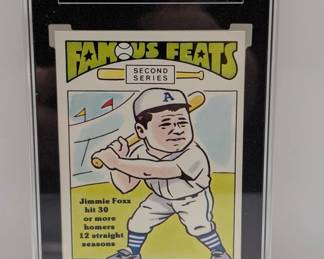 FAMOUS FEATS
SECOND
SERIES
A
Jimmie Foxx
hit 30
or more
homers
12 straight
seasons